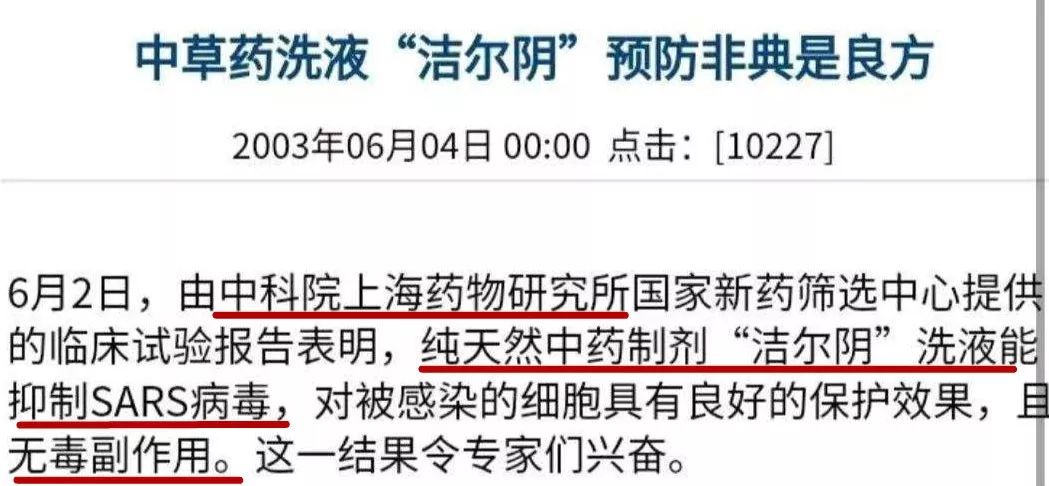 中草药洗液“洁尔阴”预防非典是良方
2003年06月04日 00:00 点击：[10227]
6月2日，由中科院上海药物研究所国家新药筛选中心提供
的临床试验报告表明，纯天然中药制剂“洁尔阴”洗液能
抑制SARS病毒，对被感染的细胞具有良好的保护效果，且
无毒副作用。这一结果令专家们兴奋。